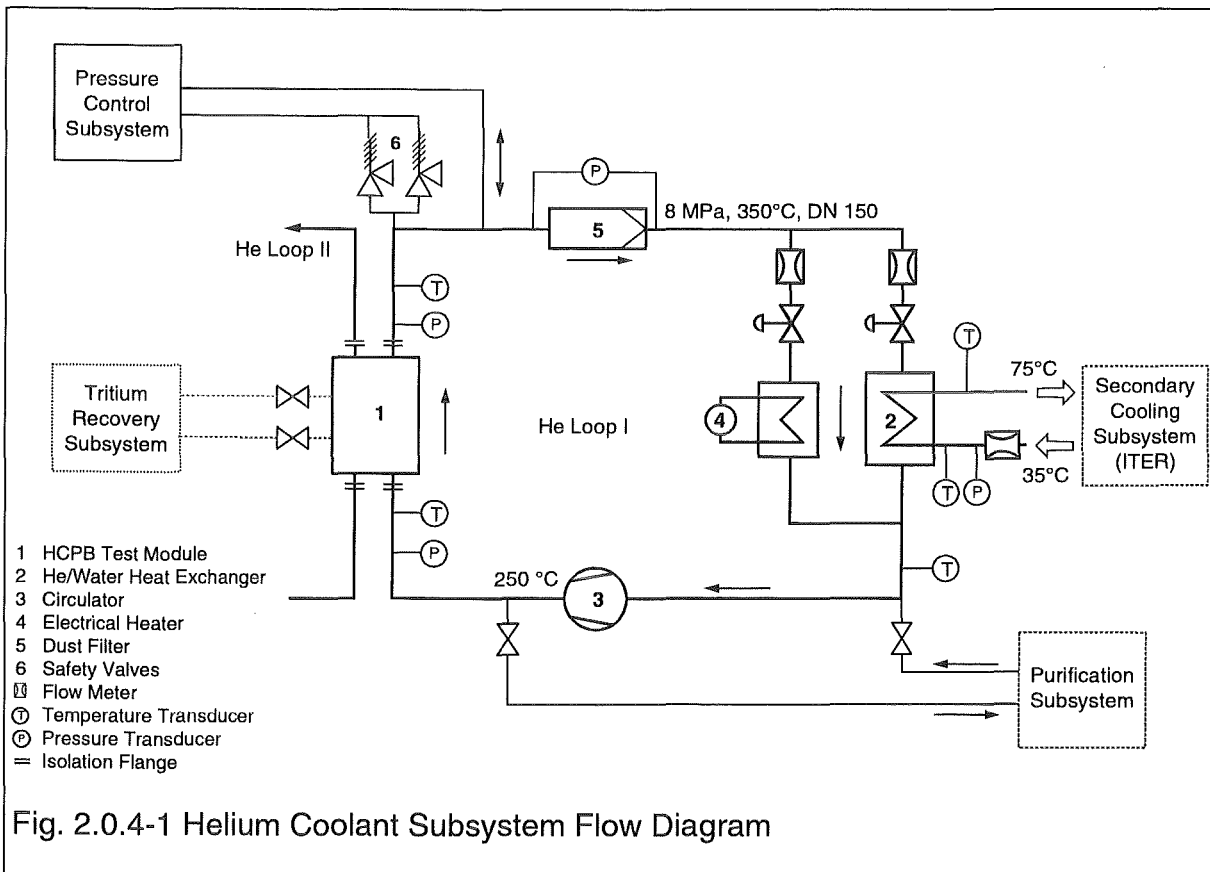 Pressure
Control
Subsystem
6
P
8 MPa, 350°C, DN 150
5
He Loop II
T
P
T
75°C
Secondary
Cooling
Subsystem
(ITER)
Tritium
Recovery
Subsystem
1
He Loop I
4
2
35°C
T
P
T
P
T
250 °C
3
1 HCPB Test Module
2 He/Water Heat Exchanger
3 Circulator
4 Electrical Heater
5 Dust Filter
6 Safety Valves
Flow Meter
T Temperature Transducer
P Pressure Transducer
Isolation Flange
Purification
Subsystem
Fig. 2.0.4-1 Helium Coolant Subsystem Flow Diagram